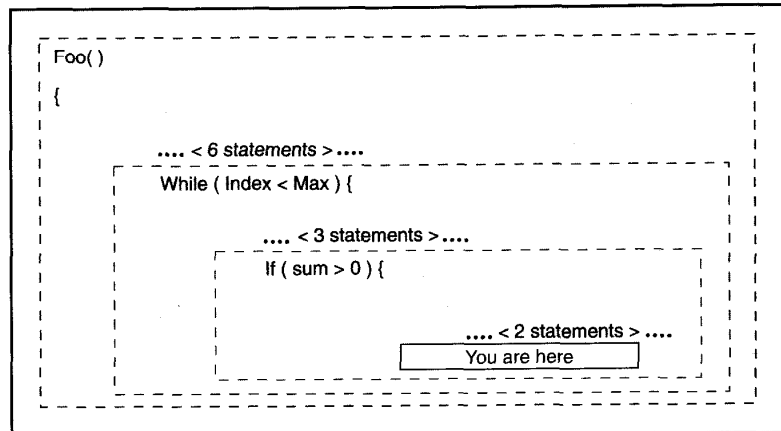 Foo( )
{
.... < 6 statements > ....
While ( Index < Max ) {
.... < 3 statements > ....
If ( sum > 0 ) {
.... < 2 statements > ....
You are here